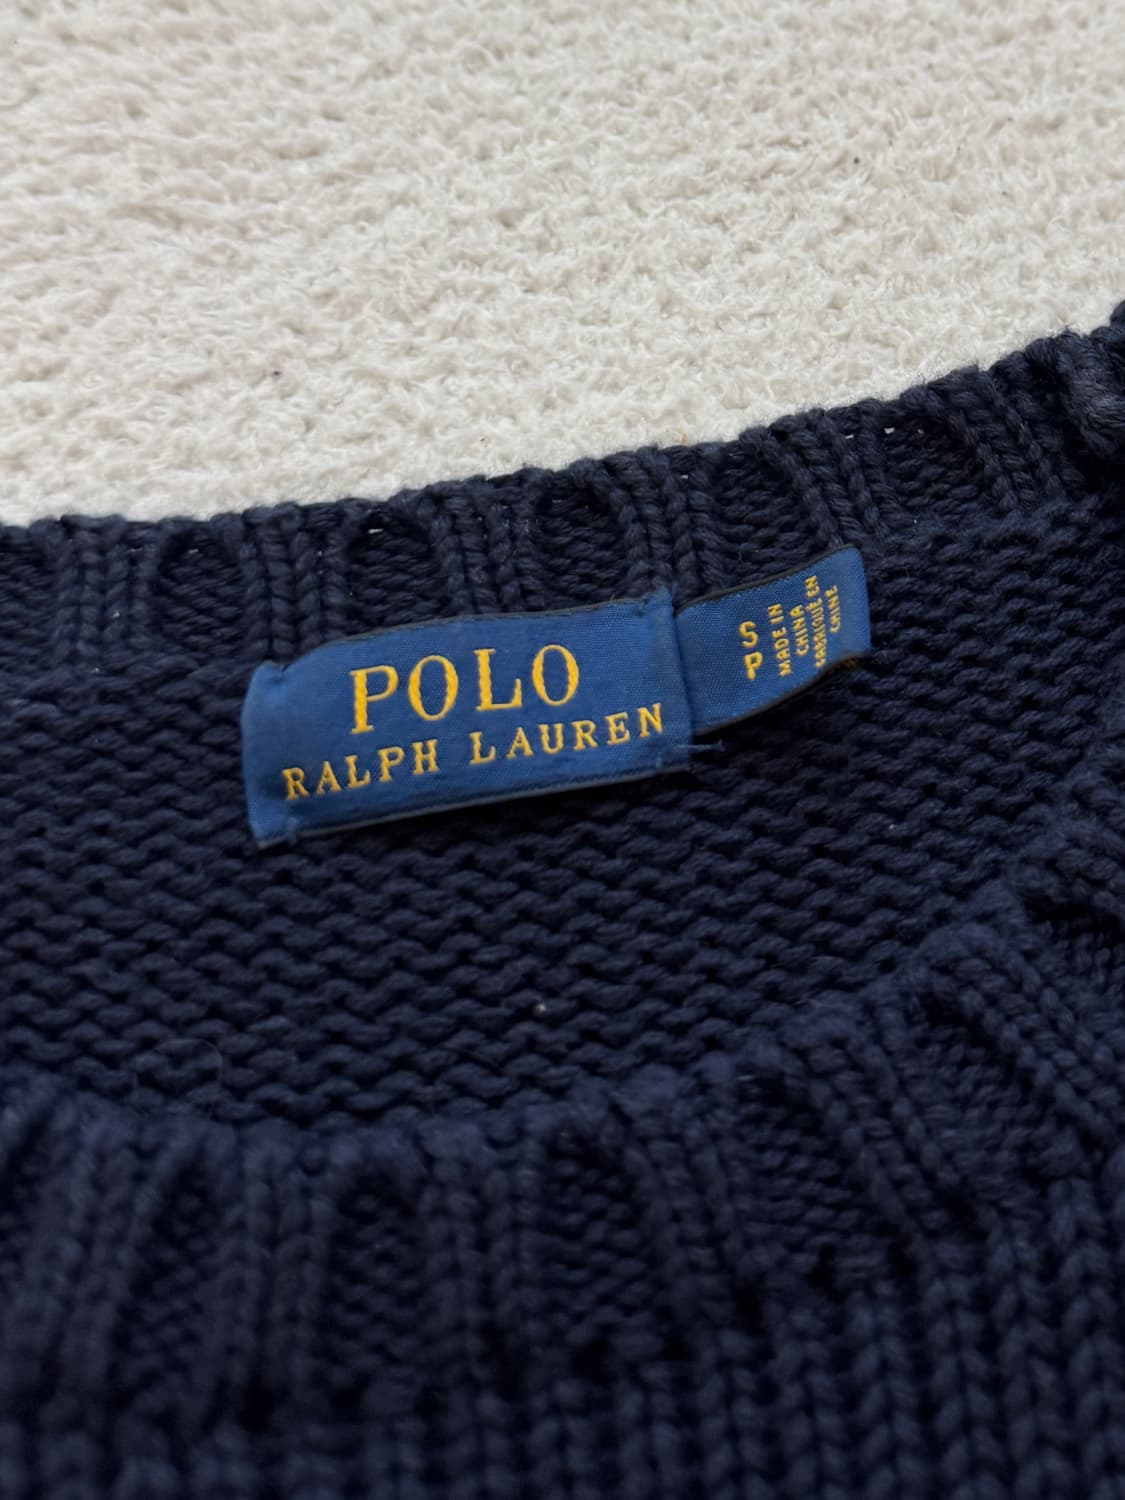 POLO
RALPH LAUREN
S
P
MADE IN
CHINA
FABRIQUÉ EN
CHINE